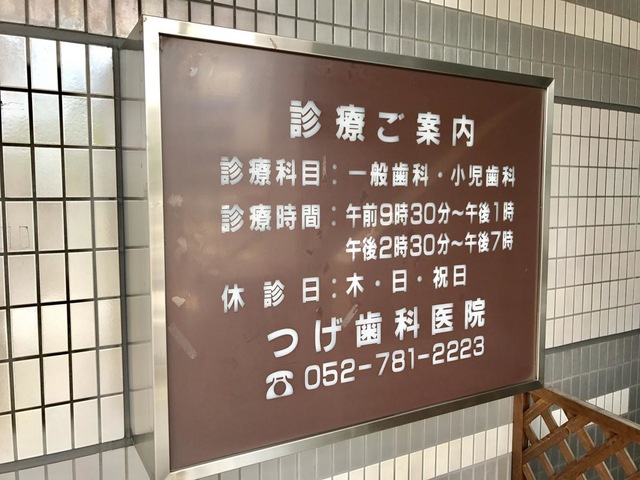 診療ご案内
診療科目：一般歯科・小児歯科
診療時間：午前9時30分～午後1時
午後2時30分～午後7時
休診日：木・日・祝日
つげ歯科医院
☎052-781-2223